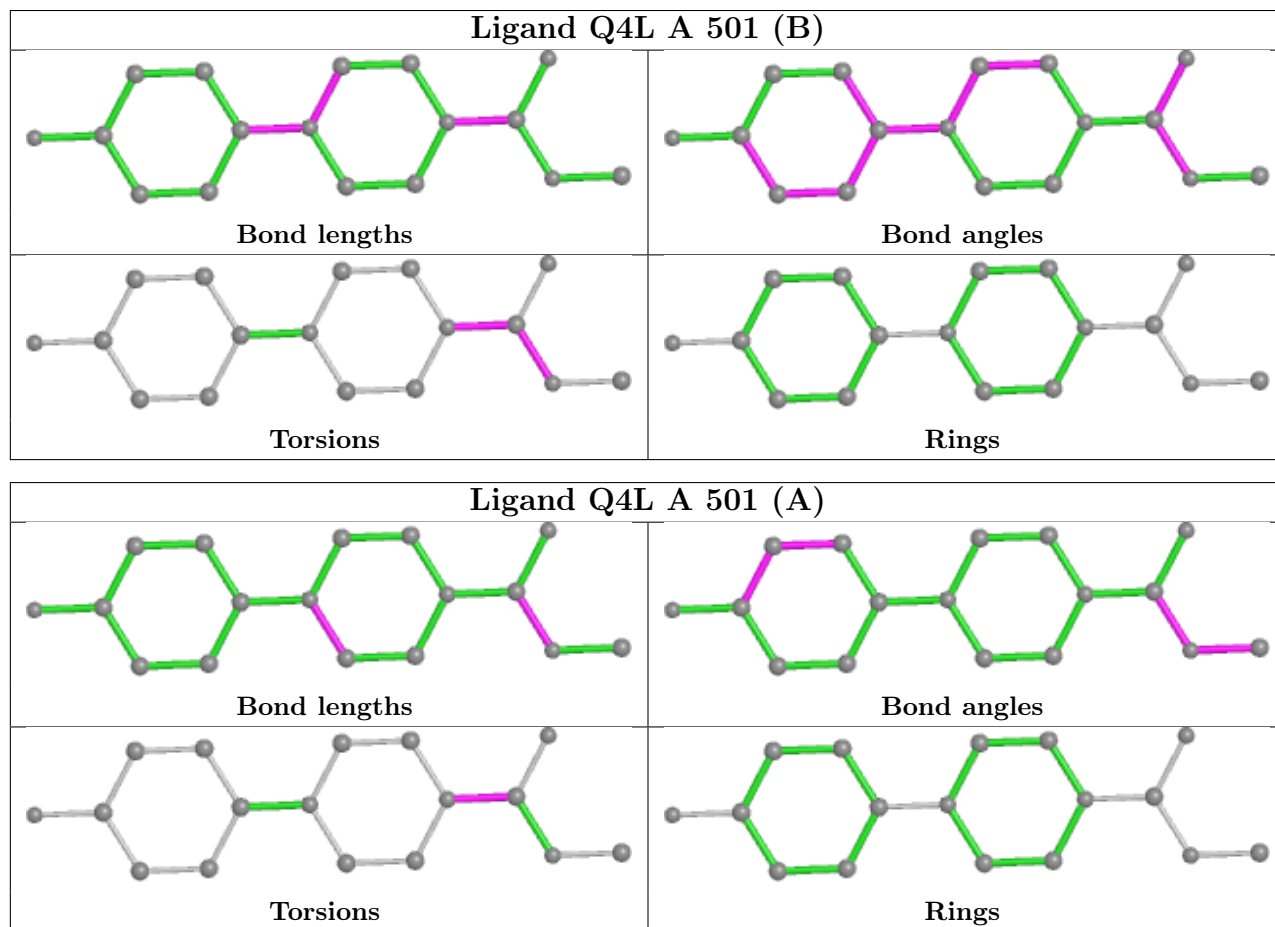 Ligand Q4L A 501 (B)
Bond lengths
Bond angles
Torsions
Rings
Ligand Q4L A 501 (A)
Bond lengths
Bond angles
Torsions
Rings